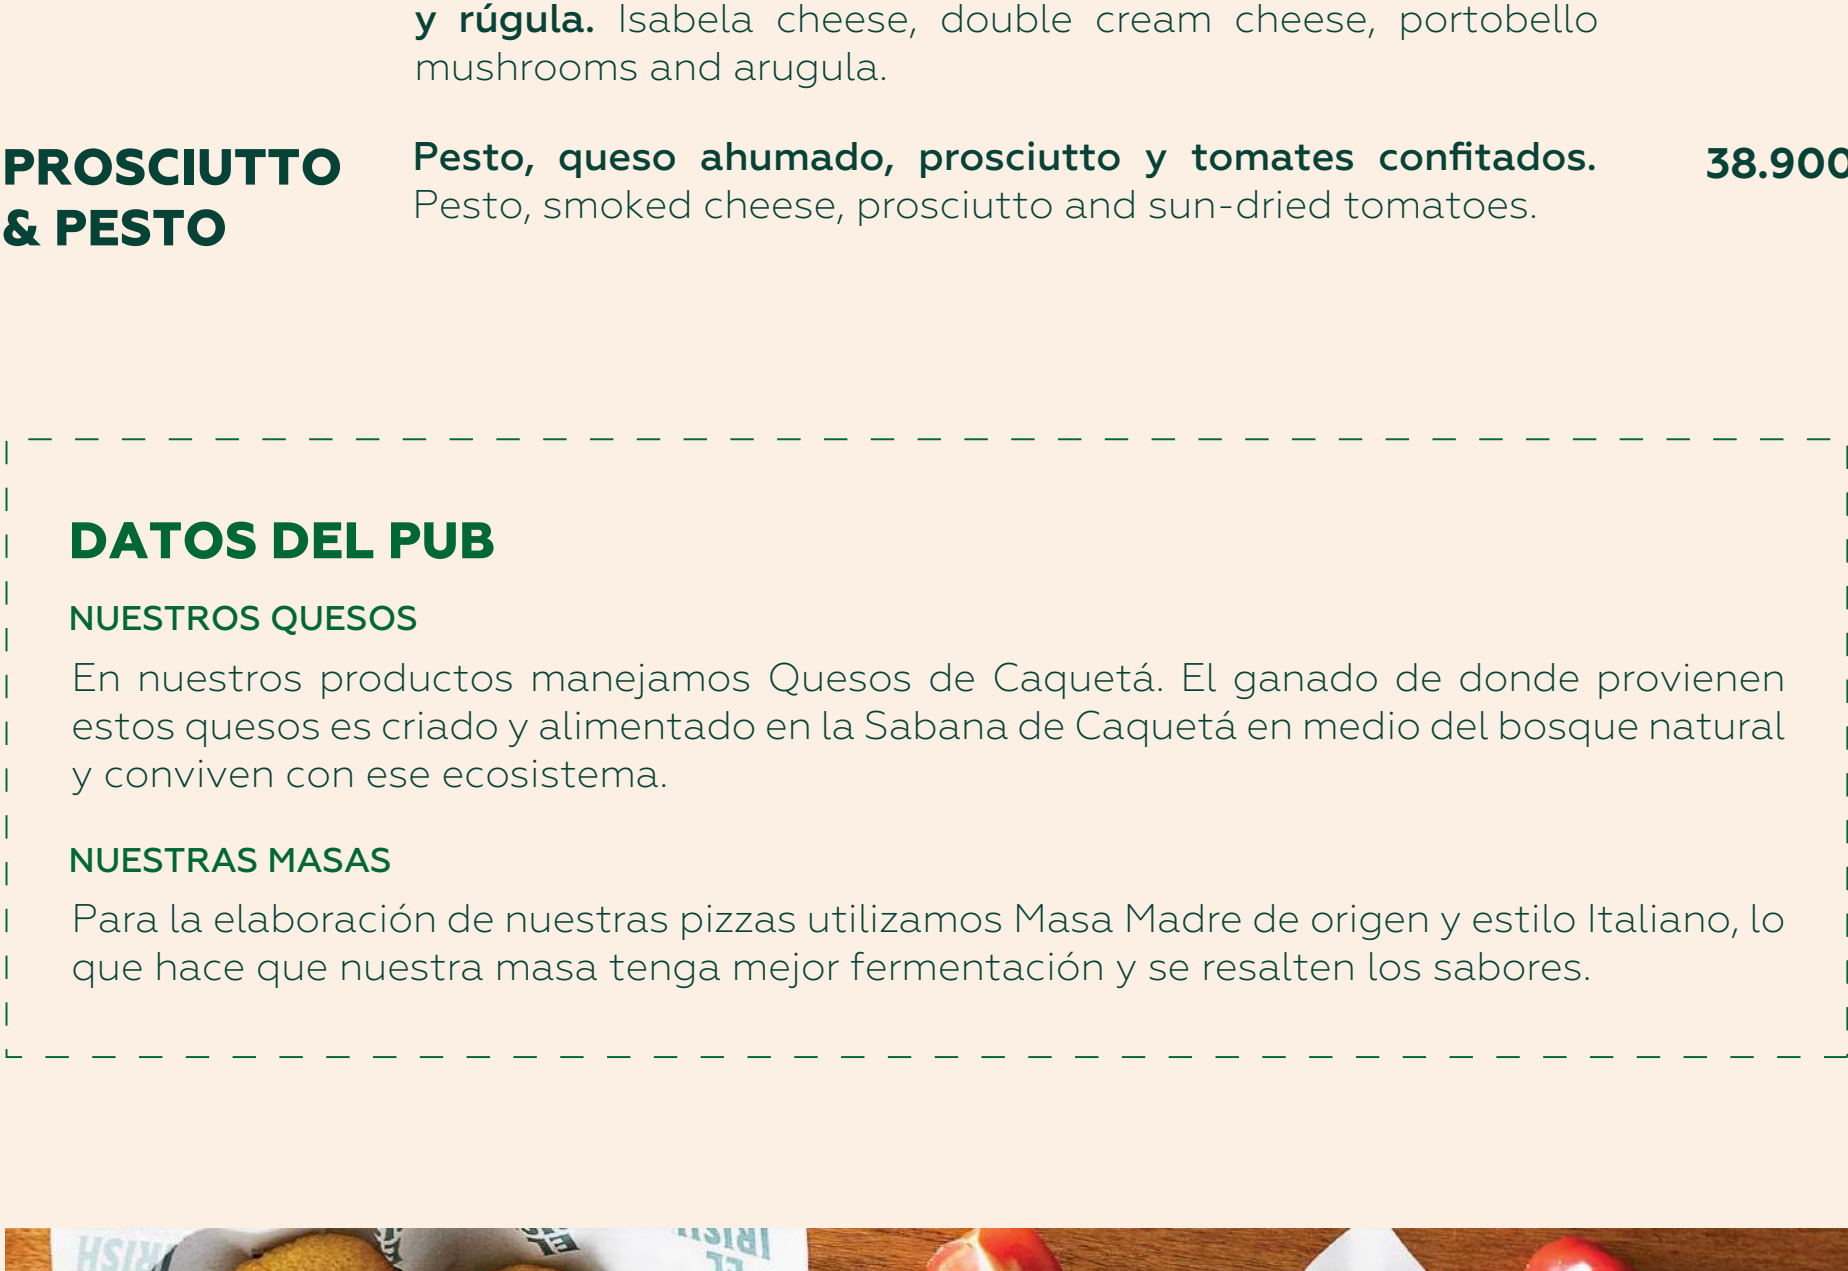 y rúgula. Isabela cheese, double cream cheese, portobello
mushrooms and arugula.
PROSCIUTTO
& PESTO
Pesto, queso ahumado, prosciutto y tomates confitados.
Pesto, smoked cheese, prosciutto and sun-dried tomatoes.
38.900
DATOS DEL PUB
NUESTROS QUESOS
En nuestros productos manejamos Quesos de Caquetá. El ganado de donde provienen
estos quesos es criado y alimentado en la Sabana de Caquetá en medio del bosque natural
y conviven con ese ecosistema.
NUESTRAS MASAS
Para la elaboración de nuestras pizzas utilizamos Masa Madre de origen y estilo Italiano, lo
que hace que nuestra masa tenga mejor fermentación y se resalten los sabores.
IRISH
EL
IRISH